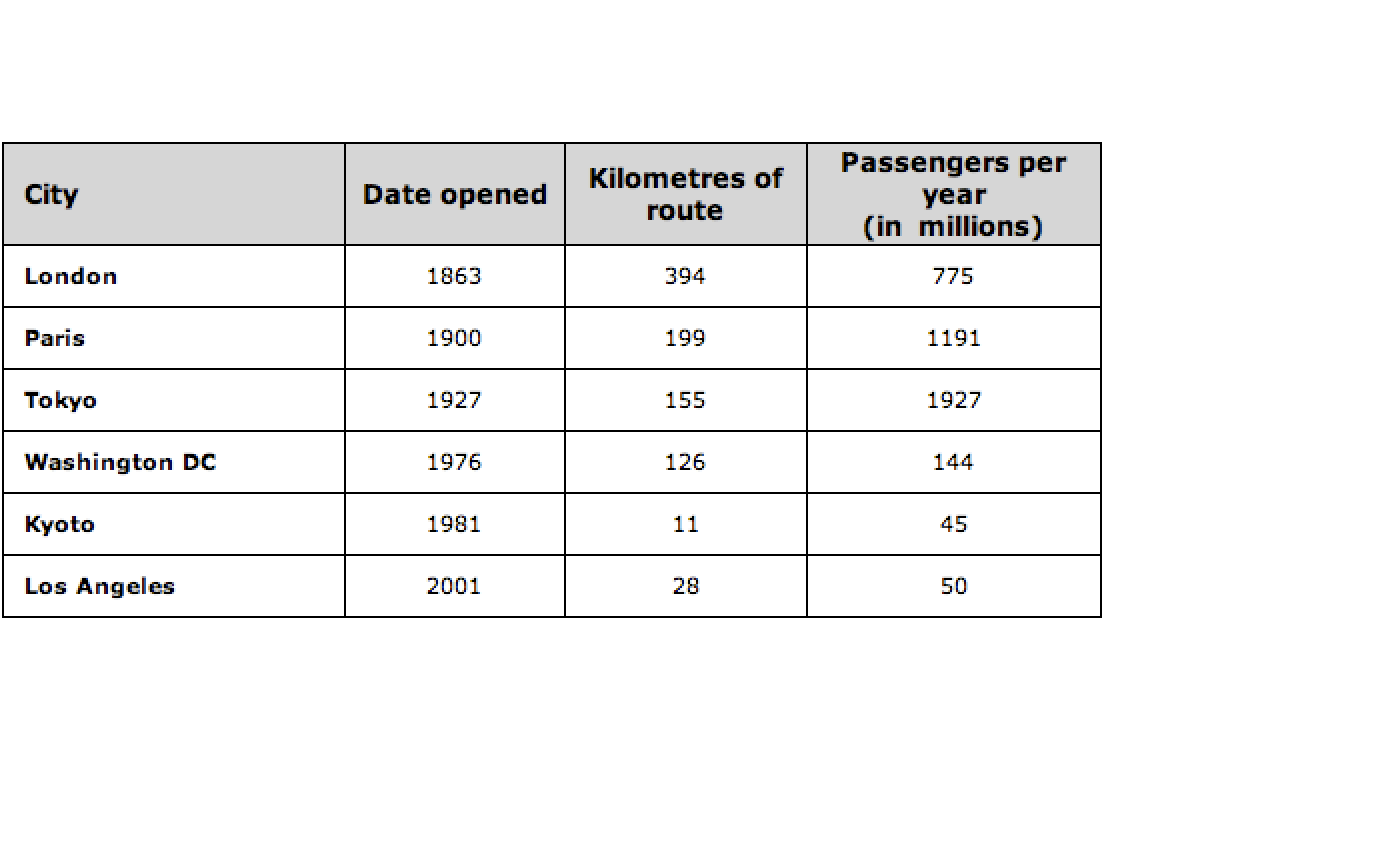 City Date opened Kilometres of route Passengers per year (in millions)
London 1863 394 775
Paris 1900 199 1191
Tokyo 1927 155 1927
Washington DC 1976 126 144
Kyoto 1981 11 45
Los Angeles 2001 28 50